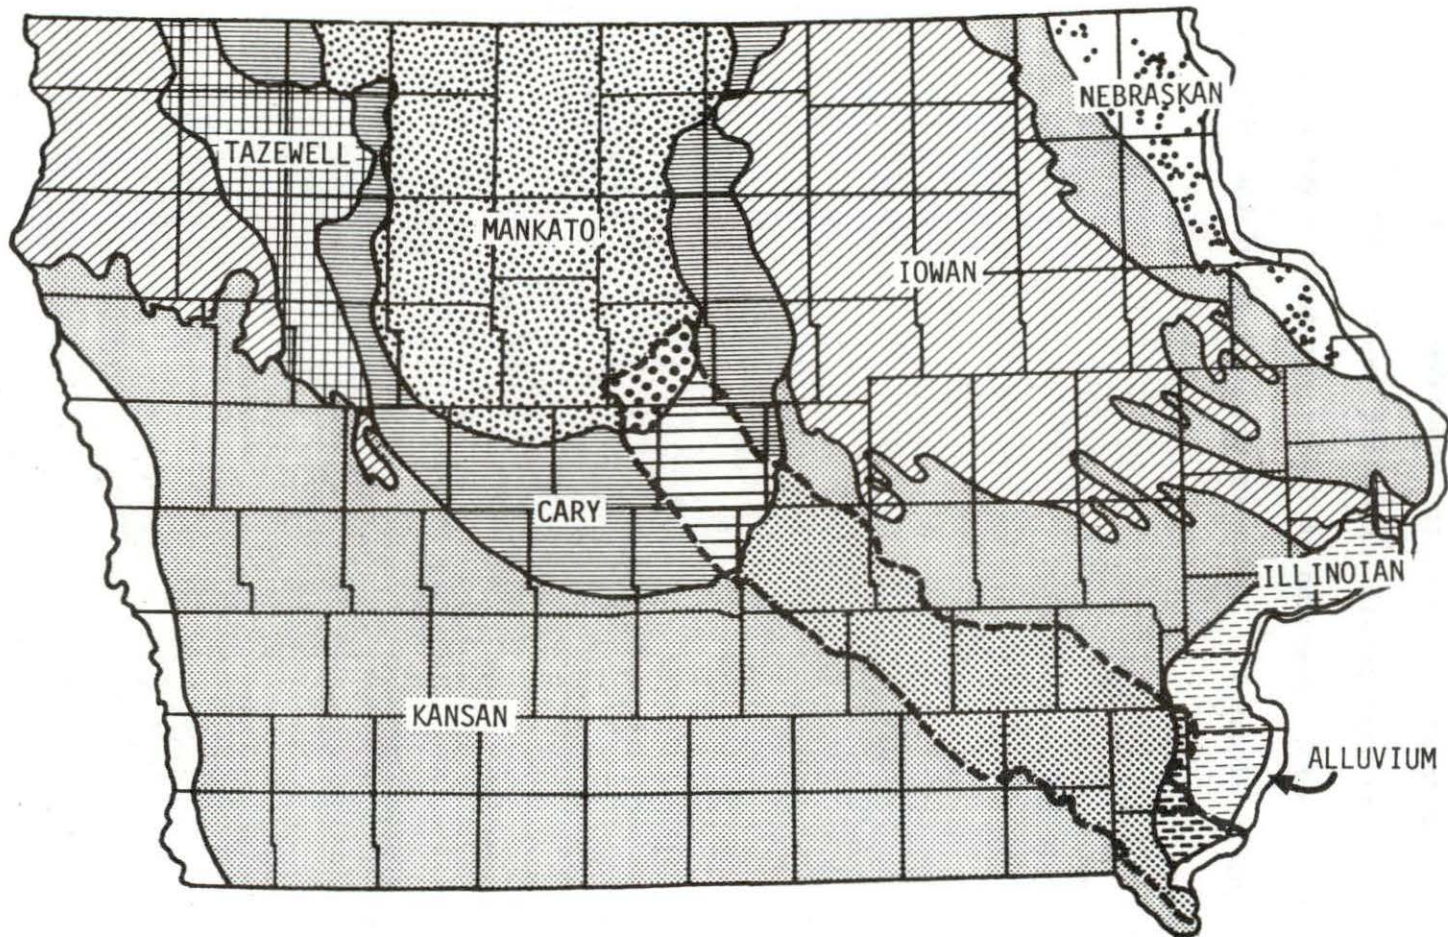 NEBRASKAN
TAZEWELL
MANKATO
IOWAN
CARY
ILLINOIAN
KANSAN
ALLUVIUM